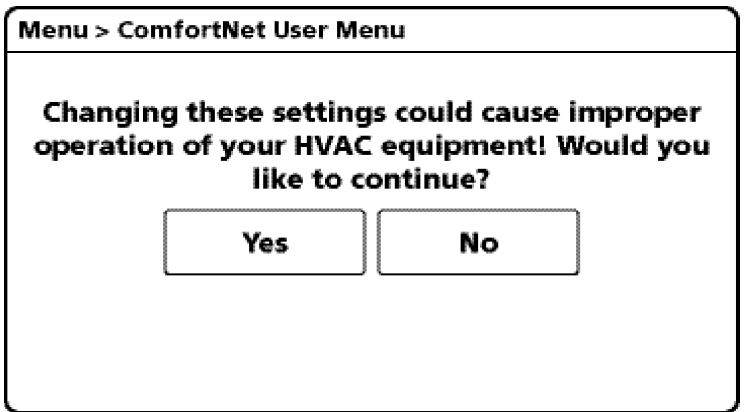 Menu > ComfortNet User Menu
Changing these settings could cause improper
operation of your HVAC equipment! Would you
like to continue?
Yes
No